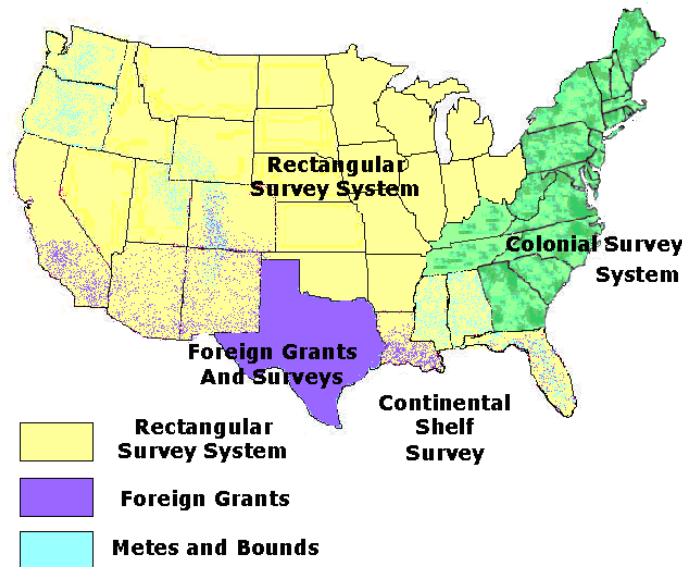 Rectangular
Survey System
Colonial Survey
System
Foreign Grants
And Surveys
Continental
Shelf
Survey
Rectangular
Survey System
Foreign Grants
Metes and Bounds